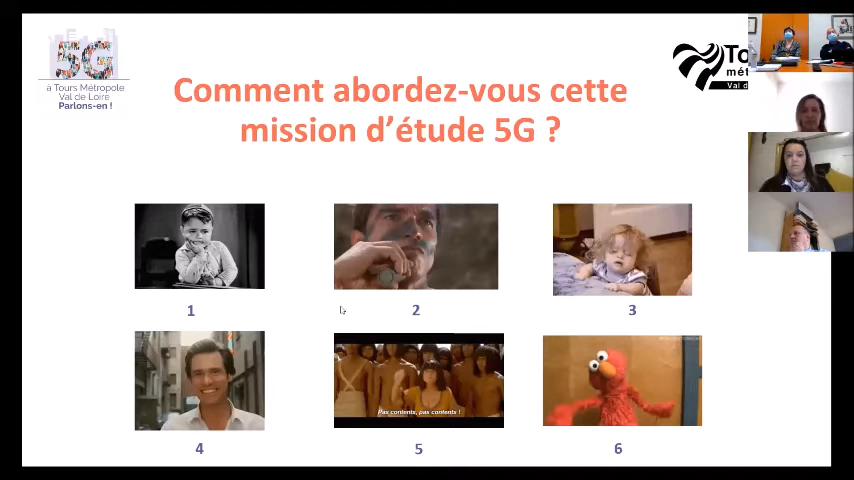 5G
à Tours Métropole
Val de Loire
Parlons-en !
Comment abordez-vous cette
mission d'étude 5G ?
1
2
3
4
Pas contents, pas contents !
5
6